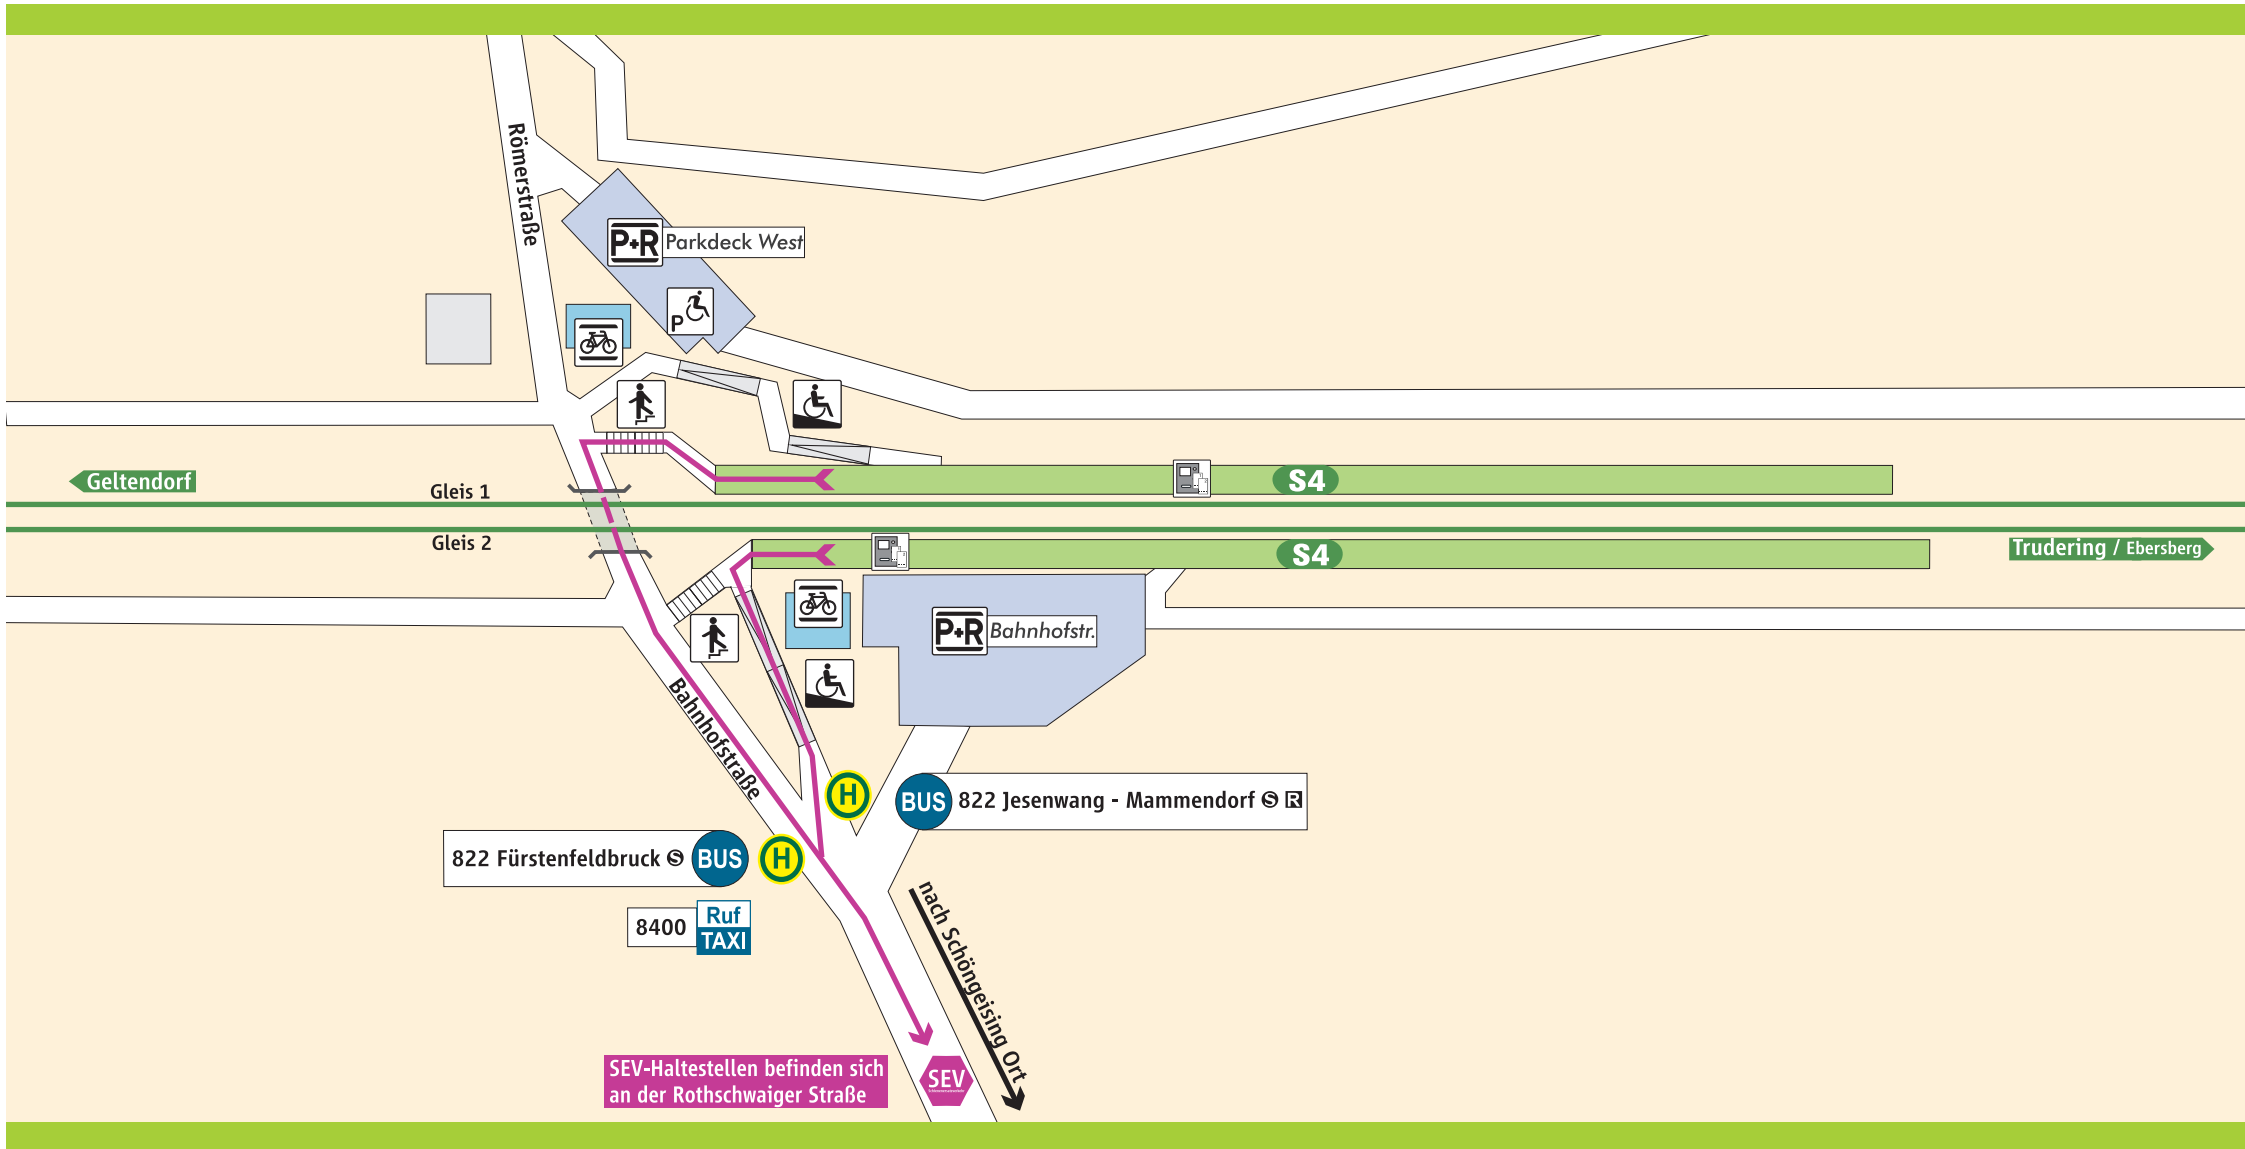 Römerstraße
P+R Parkdeck West
P
Geltendorf
Gleis 1
S4
Gleis 2
S4
Trudering / Ebersberg
P+R Bahnhofstr.
Bahnhofstraße
H
BUS 822 Jesenwang - Mammendorf S R
822 Fürstenfeldbruck S BUS
H
8400 Ruf
TAXI
nach Schöngeising Ort
SEV-Haltestellen befinden sich
an der Rothschwaiger Straße
SEV